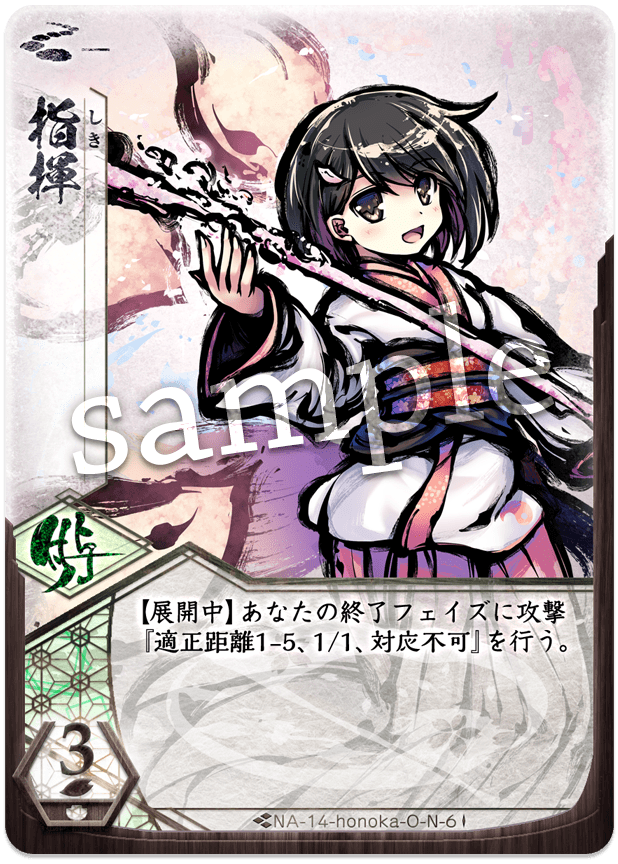 指揮
しき
sample
付与
【展開中】あなたの終了フェイズに攻撃
『適正距離1-5、1/1、対応不可』を行う。
3
NA-14-honoka-O-N-6